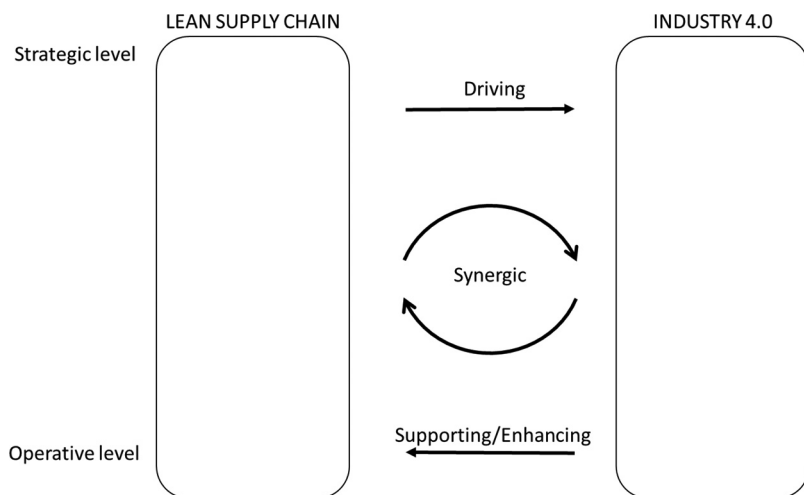 LEAN SUPPLY CHAIN
INDUSTRY 4.0
Strategic level
Driving
Synergic
Supporting/Enhancing
Operative level